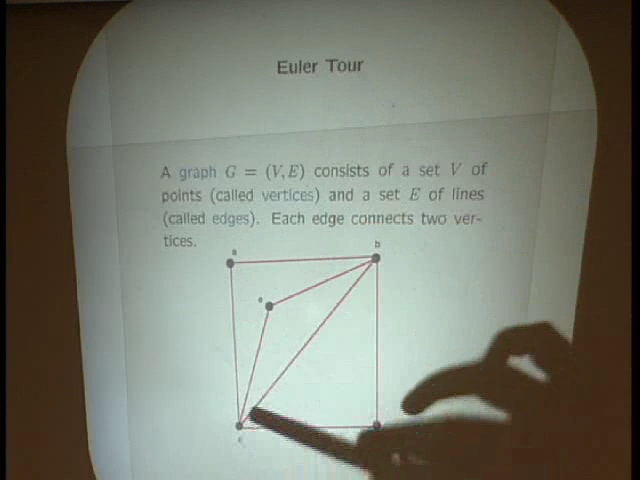 Euler Tour
A graph G = (V, E) consists of a set V of
points (called vertices) and a set E of lines
(called edges). Each edge connects two ver-
tices.
a
b
e
c